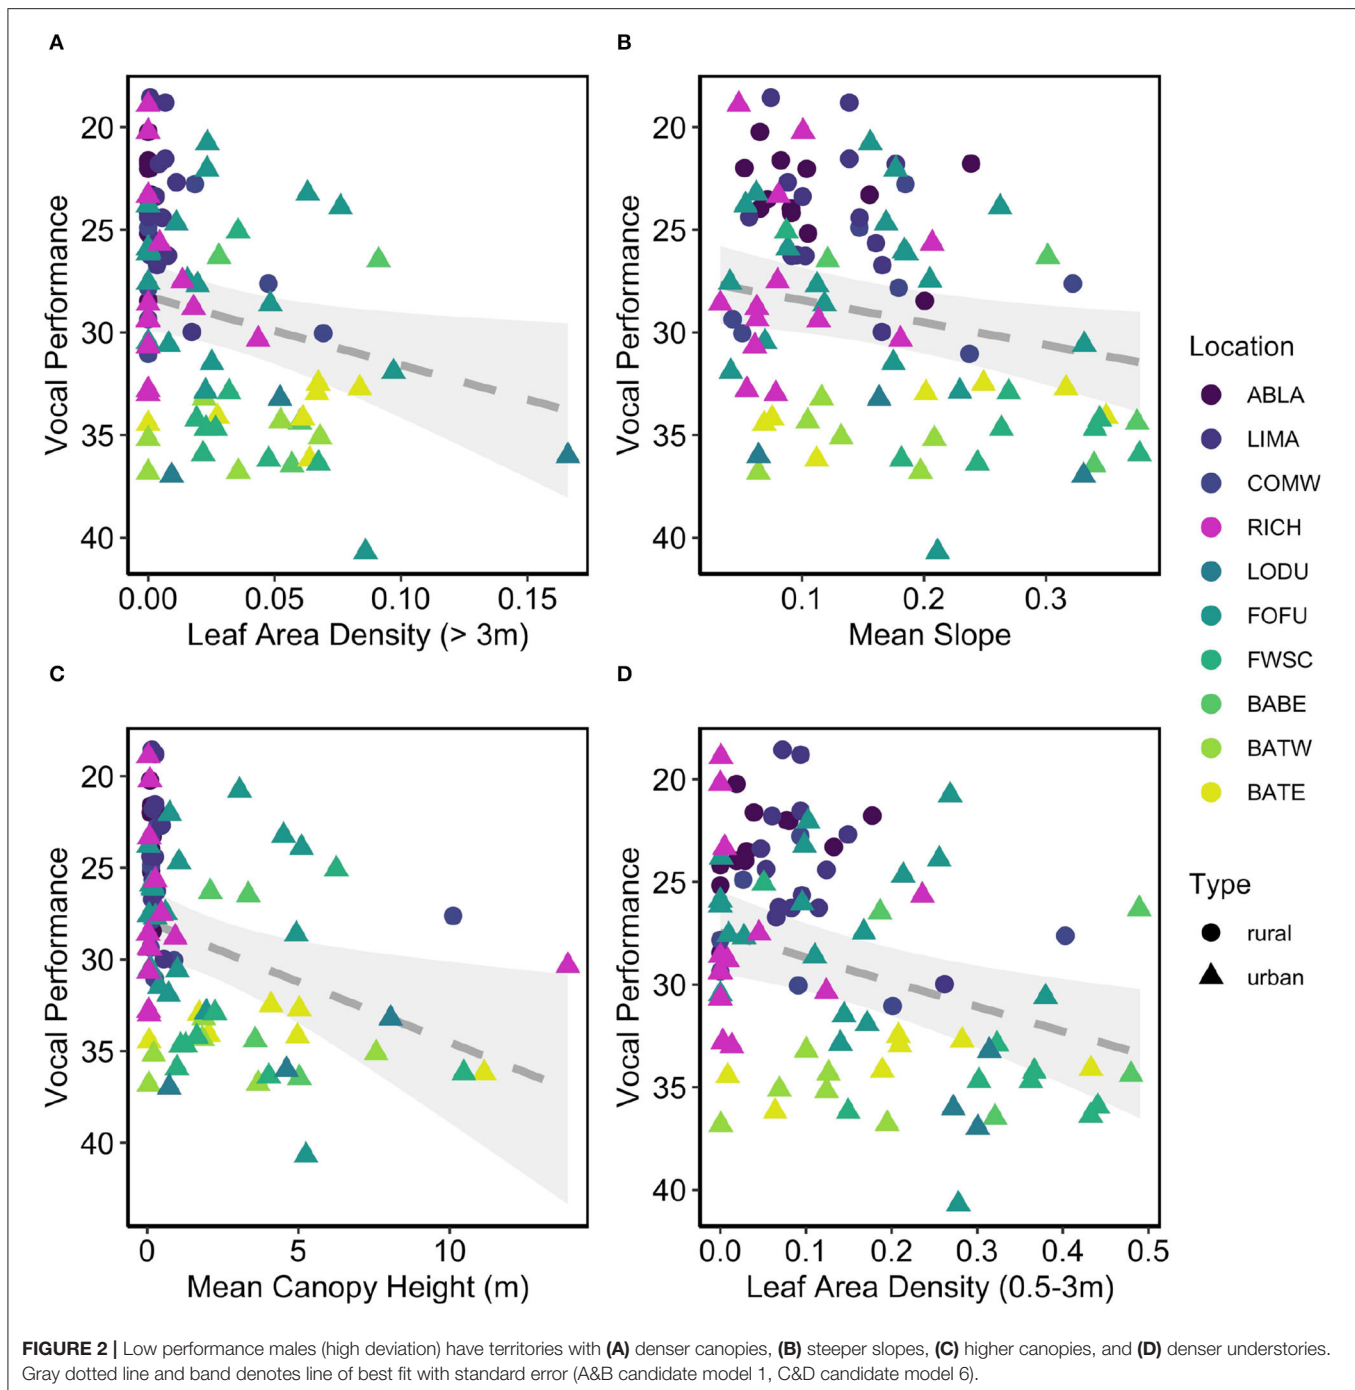 A
Vocal Performance
20
25
30
35
40
0.00 0.05 0.10 0.15
Leaf Area Density (> 3m)
B
Vocal Performance
20
25
30
35
40
0.1 0.2 0.3
Mean Slope
C
Vocal Performance
20
25
30
35
40
0 5 10
Mean Canopy Height (m)
D
Vocal Performance
20
25
30
35
40
0.0 0.1 0.2 0.3 0.4 0.5
Leaf Area Density (0.5-3m)
Location
ABLA
LIMA
COMW
RICH
LODU
FOFU
FWSC
BABE
BATW
BATE
Type
rural
urban
FIGURE 2 | Low performance males (high deviation) have territories with (A) denser canopies, (B) steeper slopes, (C) higher canopies, and (D) denser understories.
Gray dotted line and band denotes line of best fit with standard error (A&B candidate model 1, C&D candidate model 6).